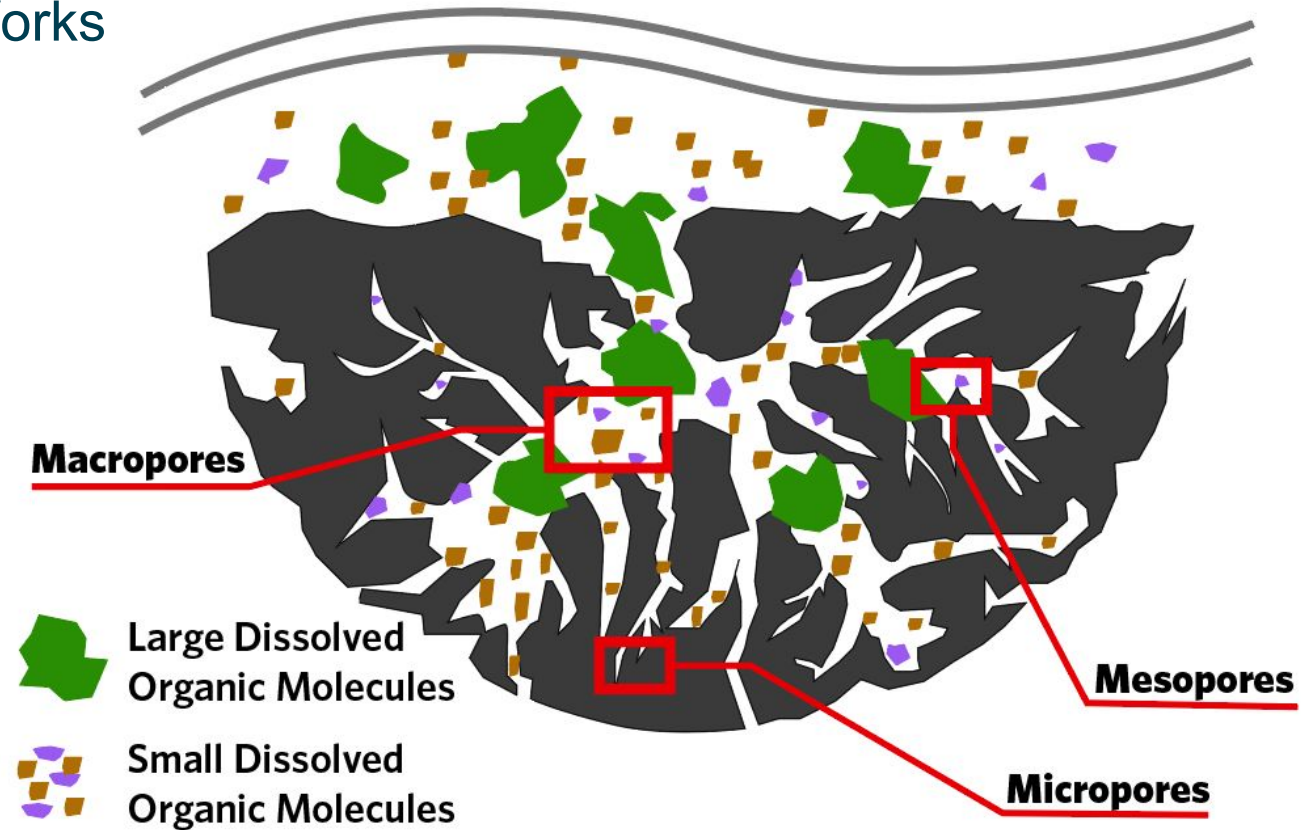 orks
Macropores
Large Dissolved
Organic Molecules
Small Dissolved
Organic Molecules
Mesopores
Micropores